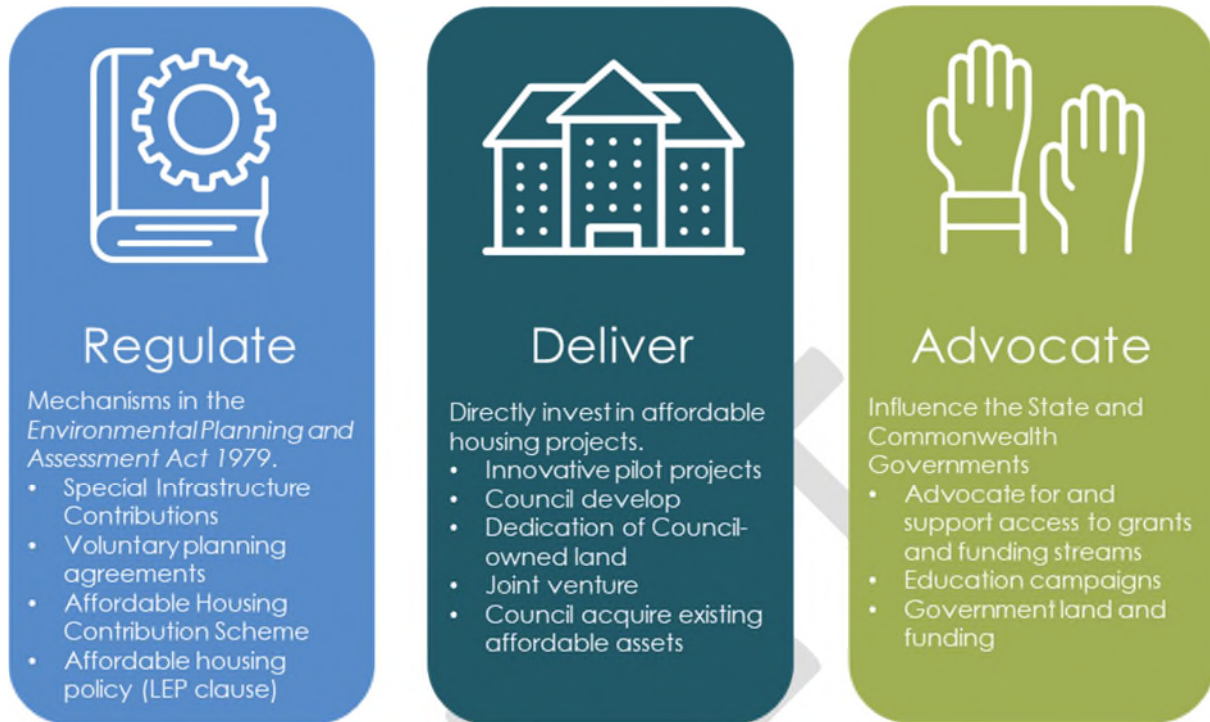 Regulate
Mechanisms in the
Environmental Planning and
Assessment Act 1979.
• Special Infrastructure
Contributions
• Voluntary planning
agreements
• Affordable Housing
Contribution Scheme
• Affordable housing
policy (LEP clause)
Deliver
Directly invest in affordable
housing projects.
• Innovative pilot projects
• Council develop
• Dedication of Council-
owned land
• Joint venture
• Council acquire existing
affordable assets
Advocate
Influence the State and
Commonwealth
Governments
• Advocate for and
support access to grants
and funding streams
• Education campaigns
• Government land and
funding